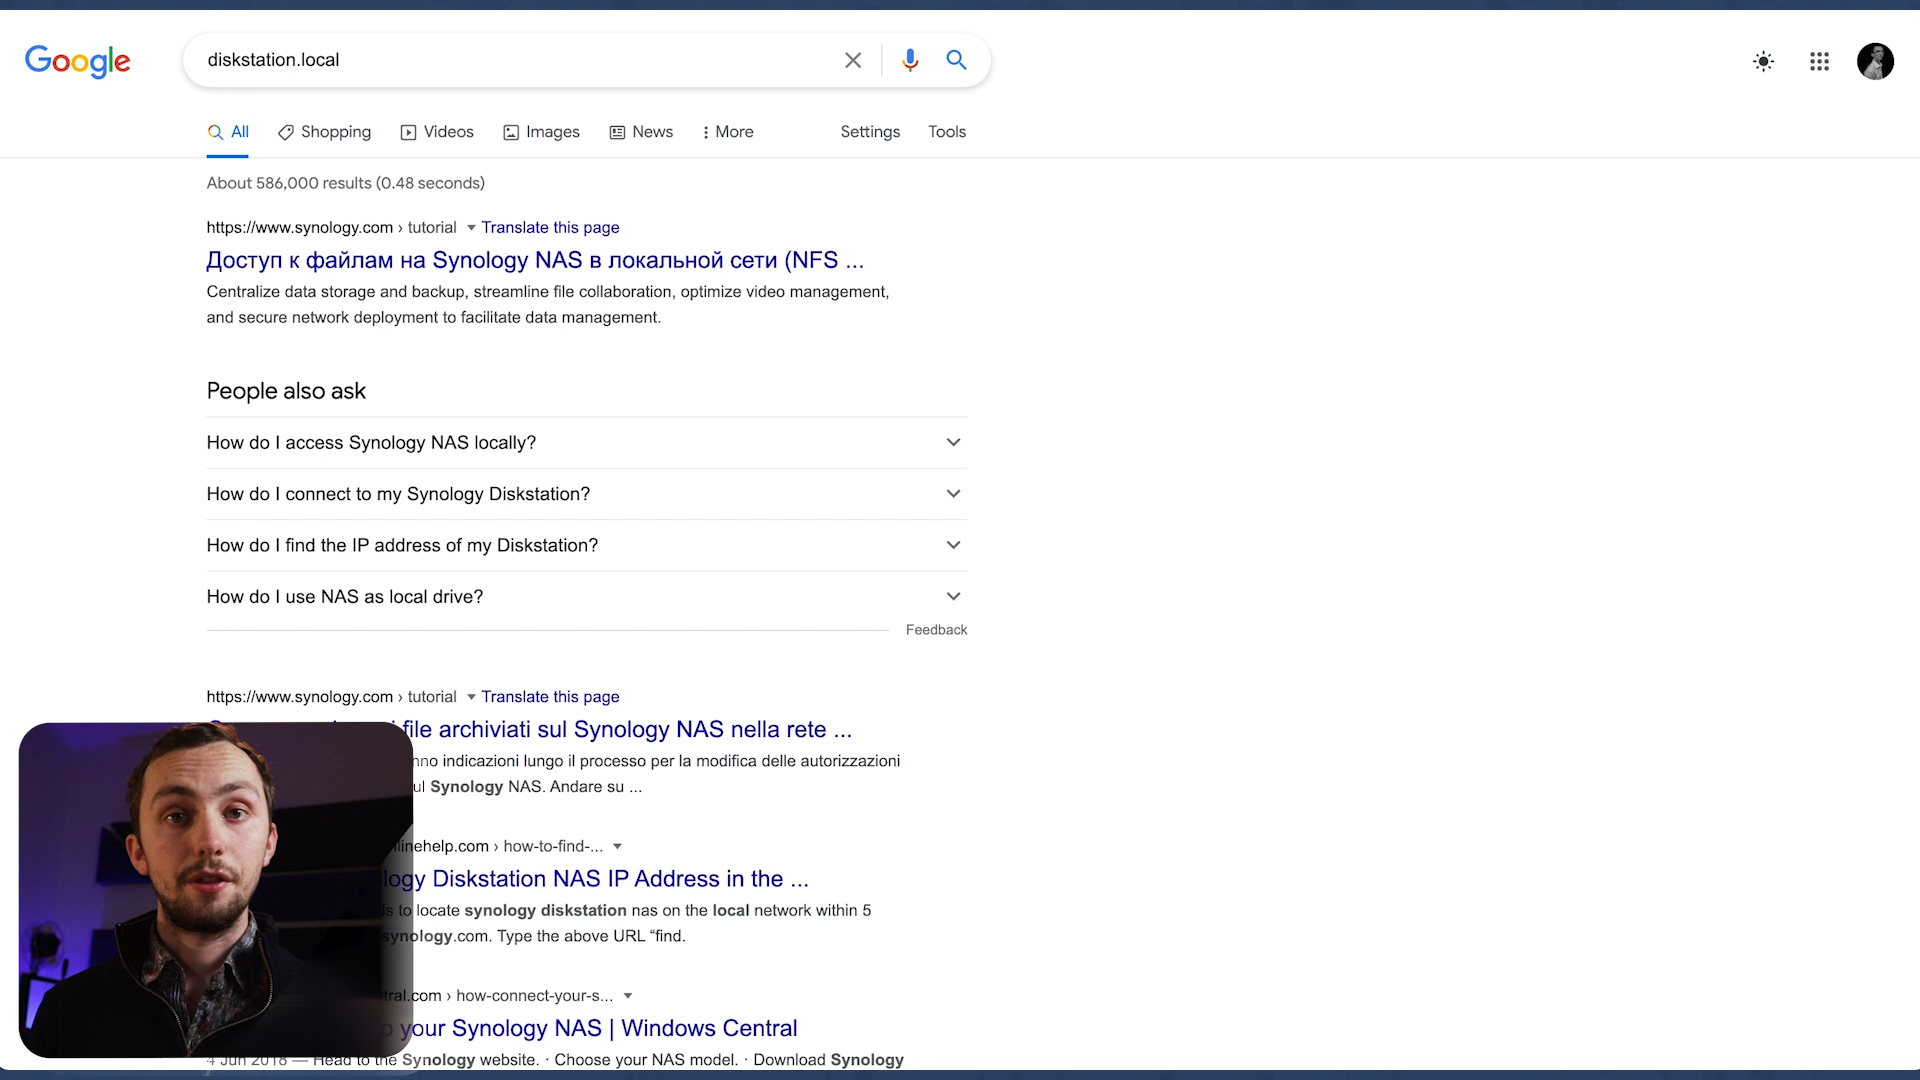 Google
diskstation.local
All Shopping Videos Images News More Settings Tools
About 586,000 results (0.48 seconds)
https://www.synology.com › tutorial Translate this page
Доступ к файлам на Synology NAS в локальной сети (NFS ...
Centralize data storage and backup, streamline file collaboration, optimize video management,
and secure network deployment to facilitate data management.
People also ask
How do I access Synology NAS locally?
How do I connect to my Synology Diskstation?
How do I find the IP address of my Diskstation?
How do I use NAS as local drive?
Feedback
https://www.synology.com › tutorial Translate this page
file archiviati sul Synology NAS nella rete ...
indicazioni lungo il processo per la modifica delle autorizzazioni
Synology NAS. Andare su ...
› how-to-find-...
Diskstation NAS IP Address in the ...
to locate synology diskstation nas on the local network within 5
synology.com. Type the above URL “find.
› how-connect-your-s...
your Synology NAS | Windows Central
4 Jun 2018 — Head to the Synology website. · Choose your NAS model. · Download Synology